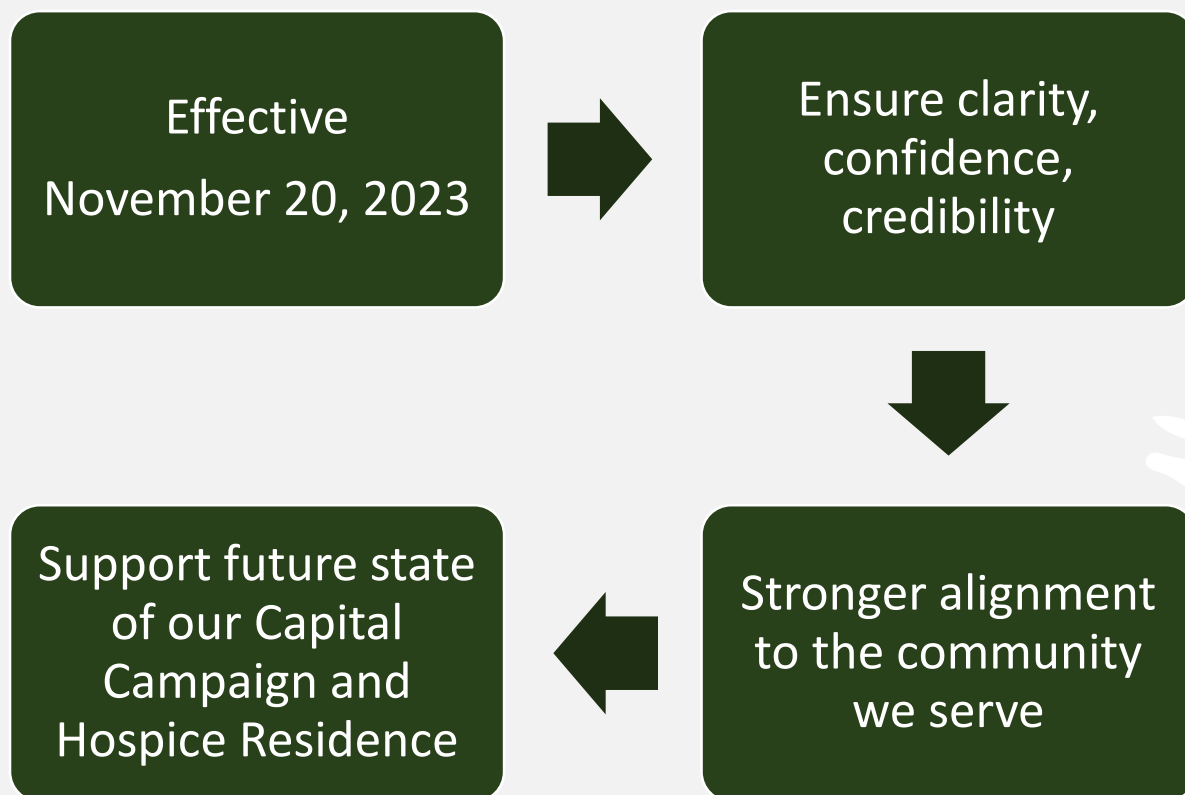 Effective
November 20, 2023
Ensure clarity,
confidence,
credibility
Stronger alignment
to the community
we serve
Support future state
of our Capital
Campaign and
Hospice Residence